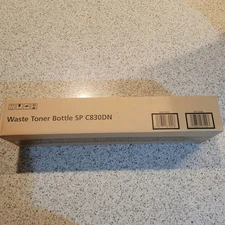 Waste Toner Bottle SP C830DN